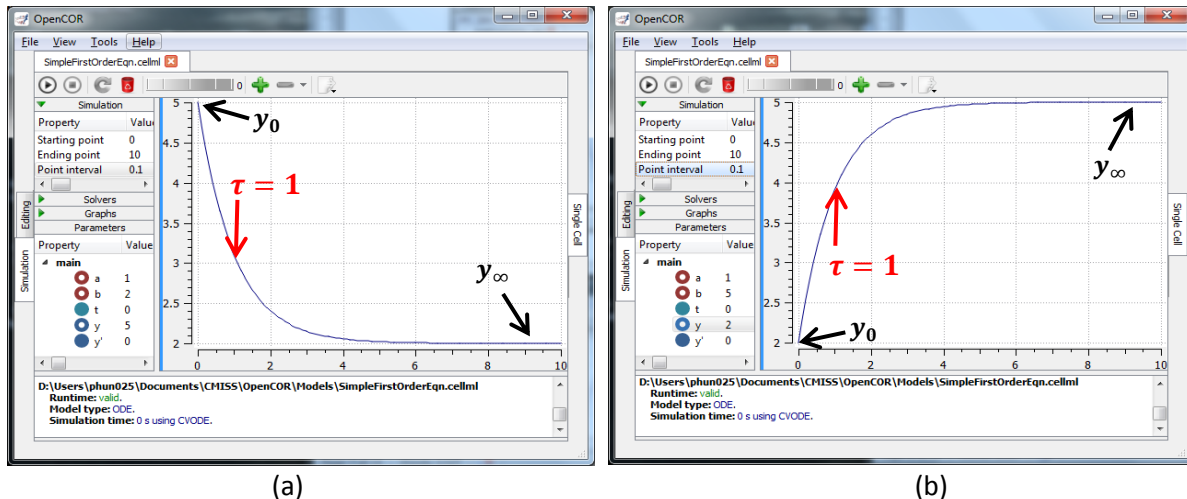 OpenCOR
File View Tools Help
SimpleFirstOrderEqn.cellml
0
Simulation
Property Valu
Starting point 0
Ending point 10
Point interval 0.1
Solvers
Graphs
Parameters
Property Value
main
a 1
b 2
t 0
y 5
y' 0
Editing
Simulation
5
4.5
4
3.5
3
2.5
2
0 2 4 6 8 10
y₀
τ = 1
y∞
Single Cell
D:\Users\phun025\Documents\CMISS\OpenCOR\Models\SimpleFirstOrderEqn.cellml
Runtime: valid.
Model type: ODE.
Simulation time: 0 s using CVODE.
(a)
OpenCOR
File View Tools Help
SimpleFirstOrderEqn.cellml
0
Simulation
Property Valu
Starting point 0
Ending point 10
Point interval 0.1
Solvers
Graphs
Parameters
Property Value
main
a 1
b 5
t 0
y 2
y' 0
Editing
Simulation
5
4.5
4
3.5
3
2.5
2
0 2 4 6 8 10
y∞
τ = 1
y₀
Single Cell
D:\Users\phun025\Documents\CMISS\OpenCOR\Models\SimpleFirstOrderEqn.cellml
Runtime: valid.
Model type: ODE.
Simulation time: 0 s using CVODE.
(b)